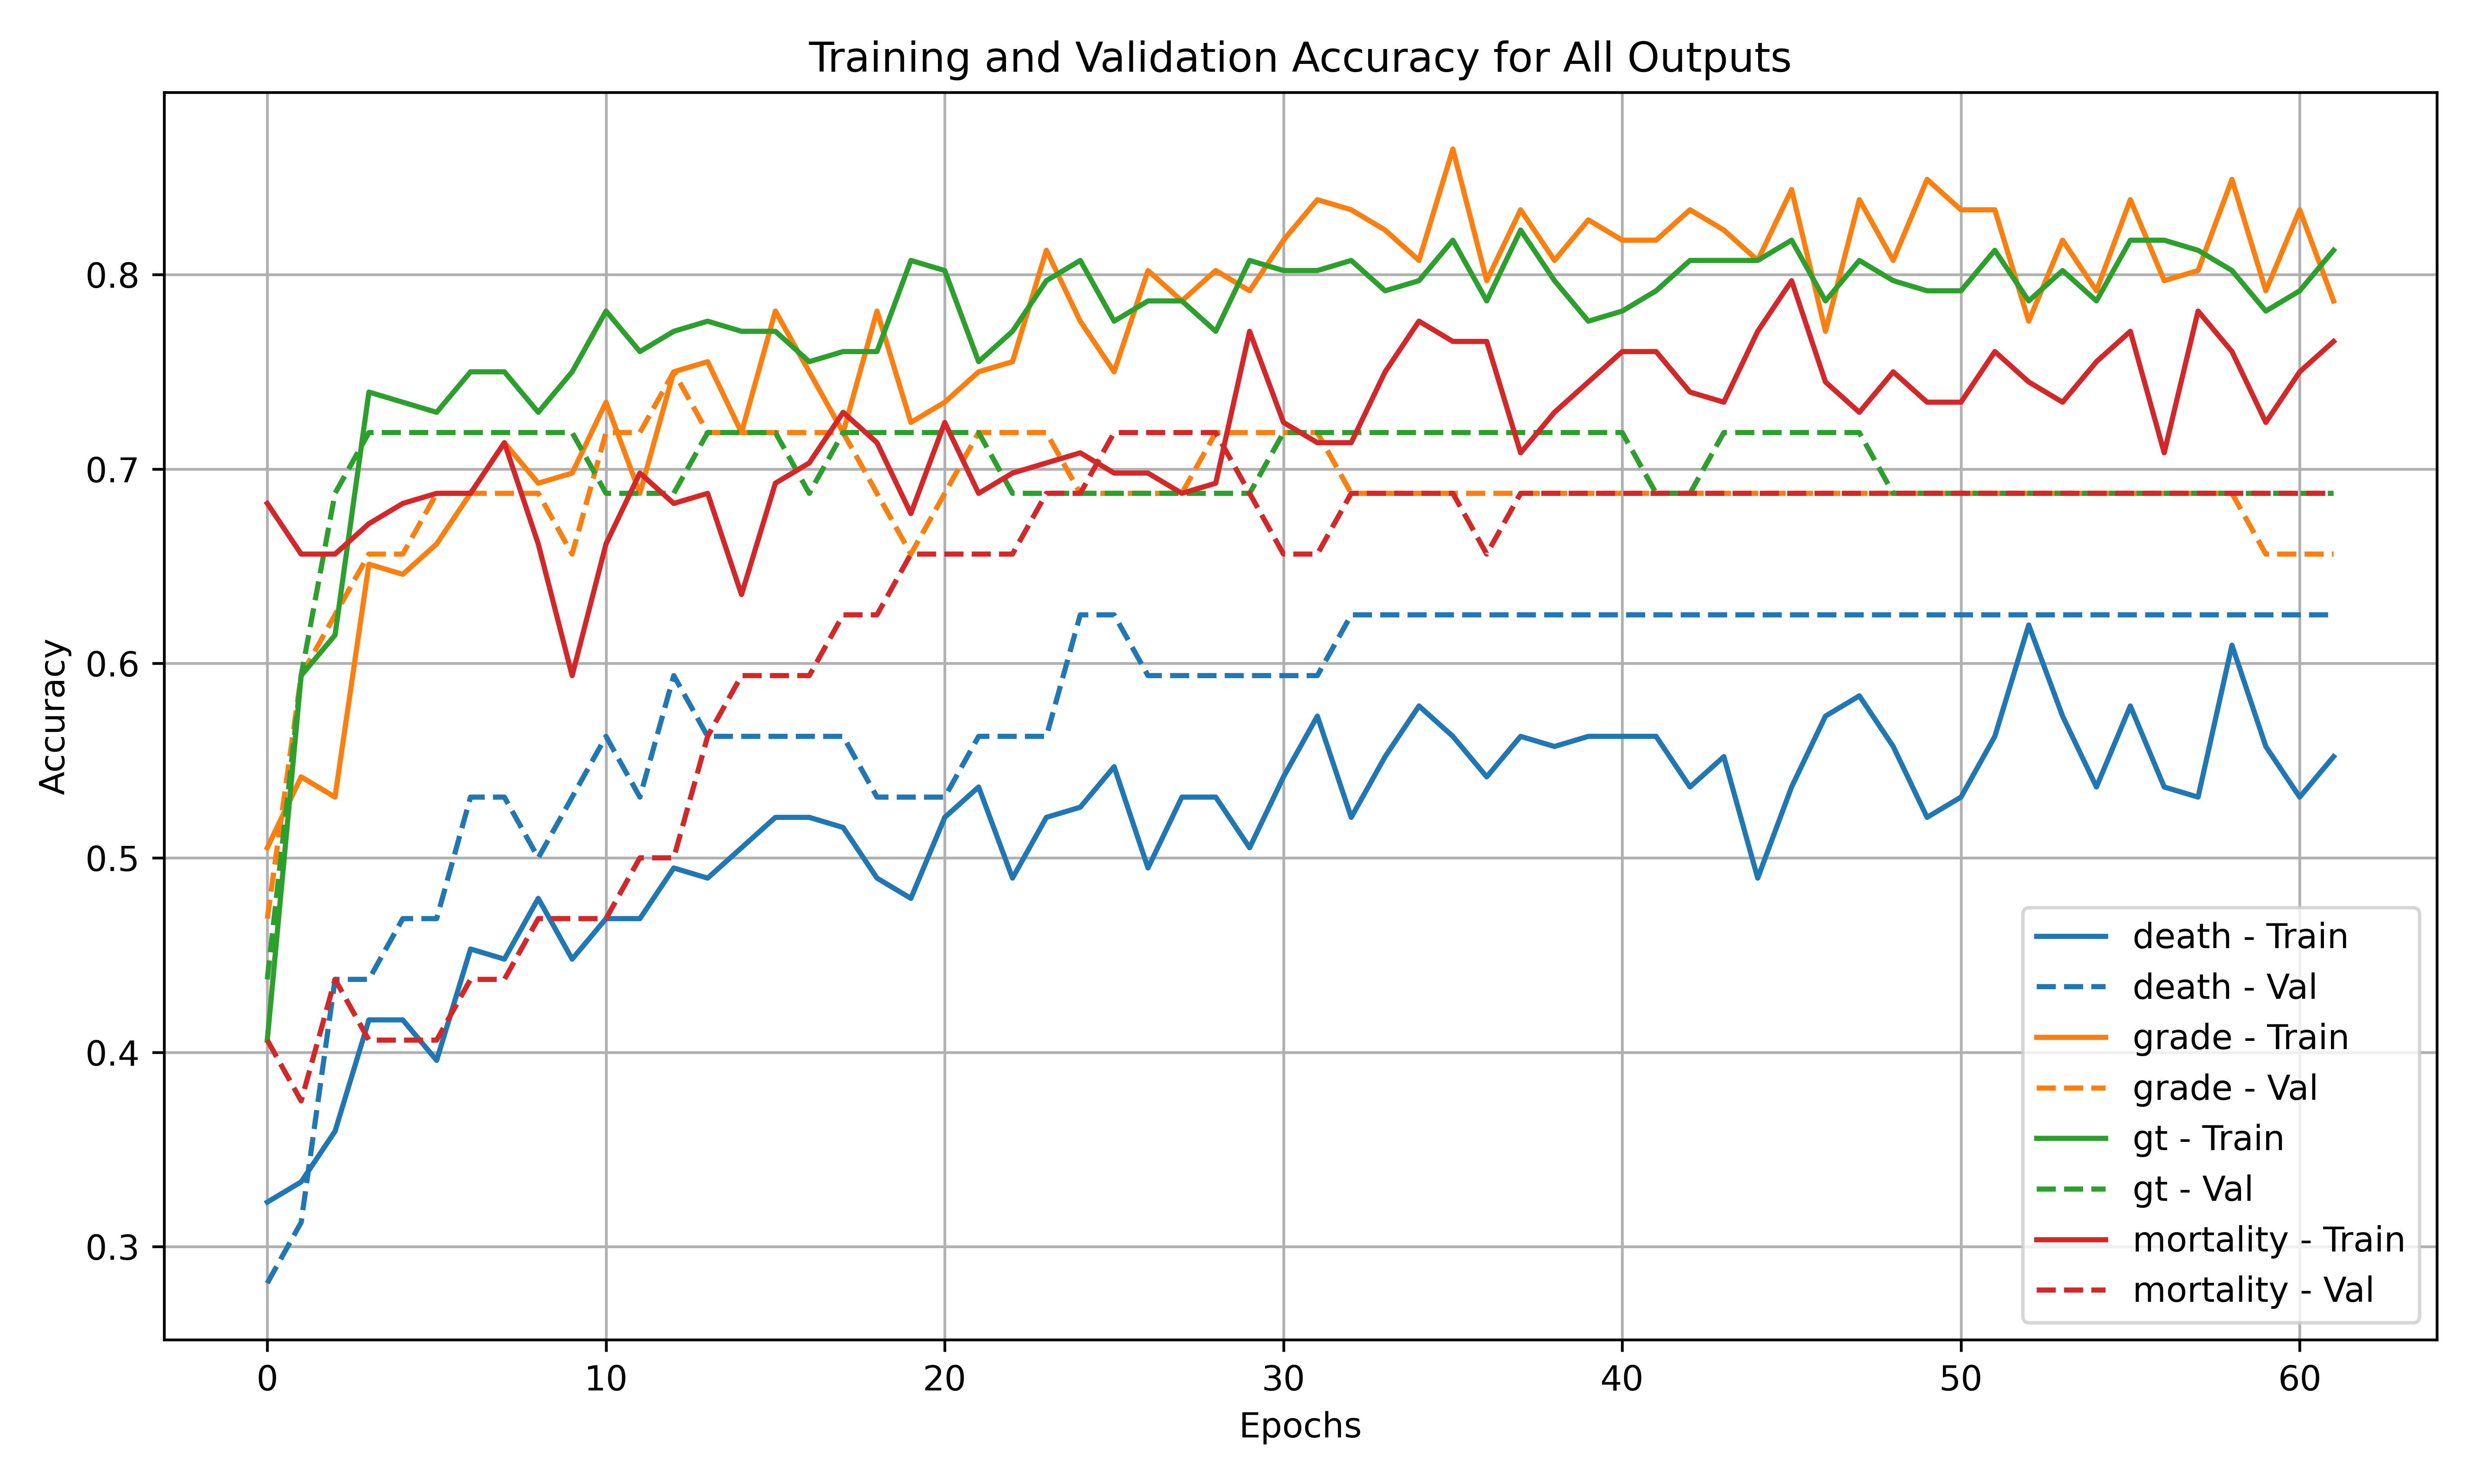 Training and Validation Accuracy for All Outputs
Accuracy
0.8
0.7
0.6
0.5
0.4
0.3
0 10 20 30 40 50 60
Epochs
death - Train
death - Val
grade - Train
grade - Val
gt - Train
gt - Val
mortality - Train
mortality - Val